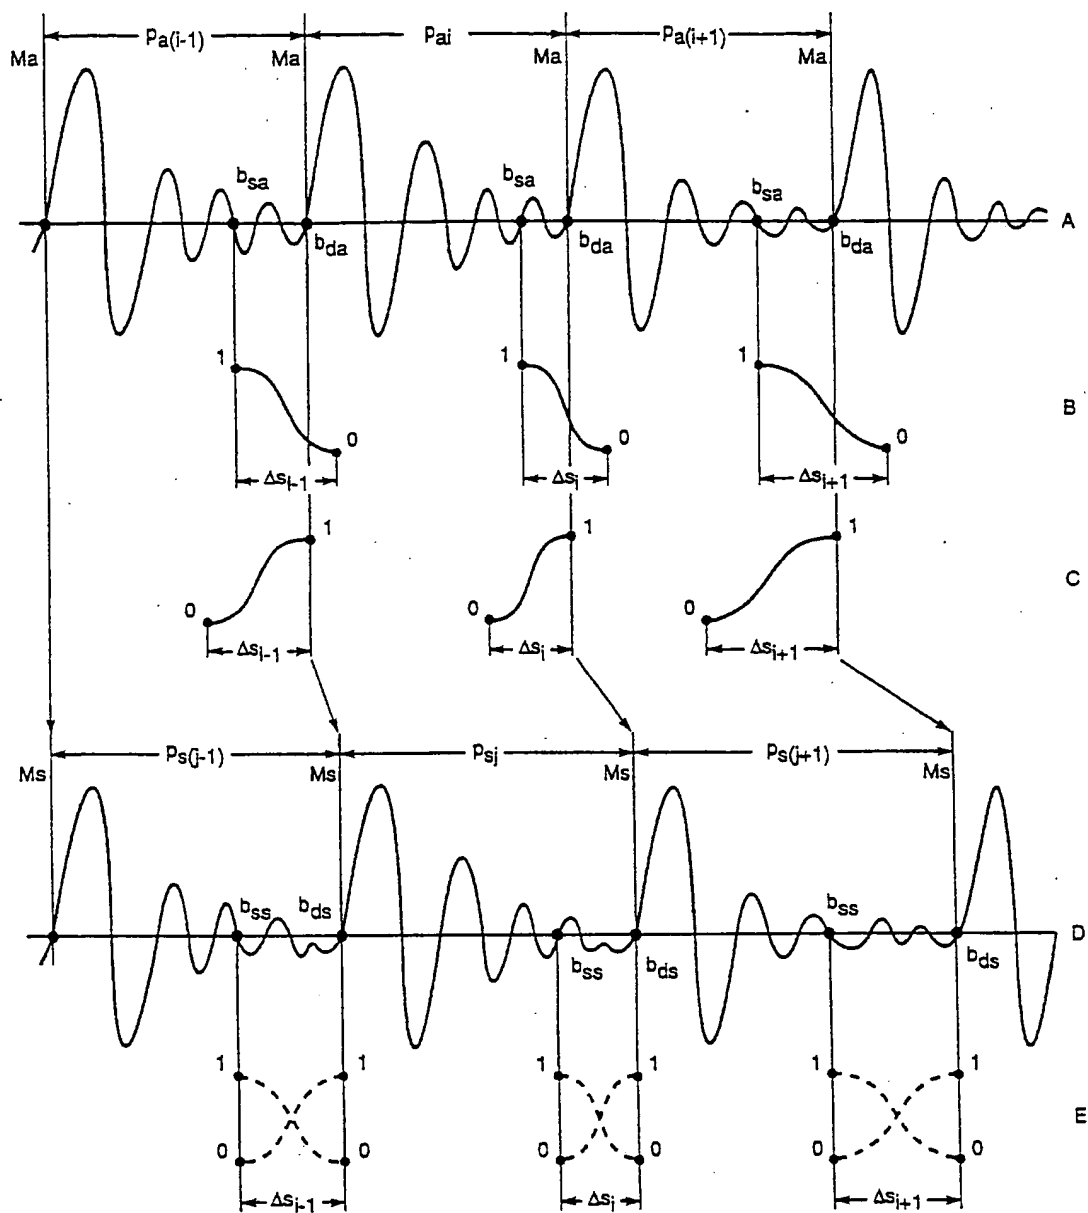 Pa(i-1) Pai Pa(i+1)
Ma Ma Ma Ma
bsa bsa bsa
A
bda bda bda
1 1 1
B
0 0 0
Δsi-1 Δsi Δsi+1
1 1 1
C
0 0 0
Δsi-1 Δsi Δsi+1
Ps(j-1) Psj Ps(j+1)
Ms Ms Ms Ms
bss bds bss
D
bss bds bds
1 1 1 1 1 1
E
0 0 0 0 0 0
Δsi-1 Δsi Δsi+1